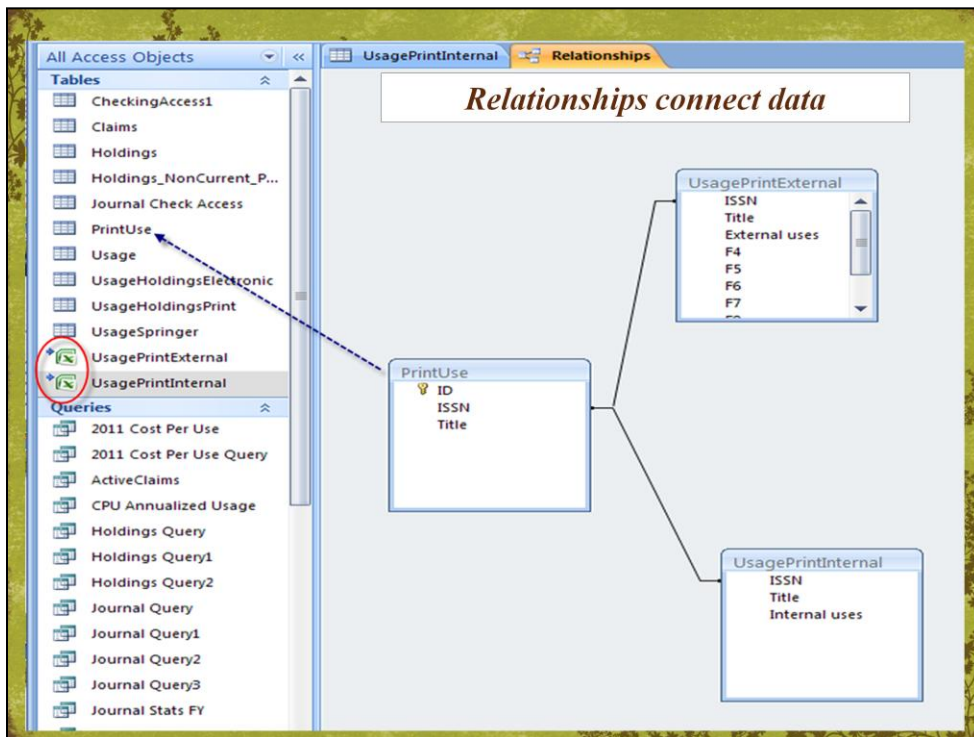 All Access Objects
Tables
CheckingAccess1
Claims
Holdings
Holdings_NonCurrent_P...
Journal Check Access
PrintUse
Usage
UsageHoldingsElectronic
UsageHoldingsPrint
UsageSpringer
UsagePrintExternal
UsagePrintInternal
Queries
2011 Cost Per Use
2011 Cost Per Use Query
ActiveClaims
CPU Annualized Usage
Holdings Query
Holdings Query1
Holdings Query2
Journal Query
Journal Query1
Journal Query2
Journal Query3
Journal Stats FY
UsagePrintInternal
Relationships
Relationships connect data
UsagePrintExternal
ISSN
Title
External uses
F4
F5
F6
F7
PrintUse
ID
ISSN
Title
UsagePrintInternal
ISSN
Title
Internal uses